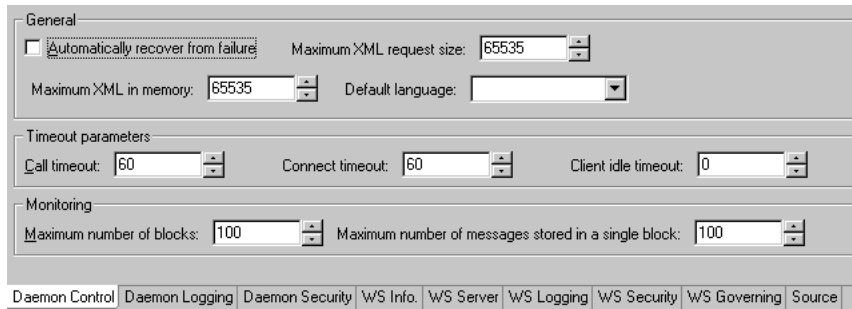 General
Automatically recover from failure Maximum XML request size: 65535
Maximum XML in memory: 65535 Default language:
Timeout parameters
Call timeout: 60 Connect timeout: 60 Client idle timeout: 0
Monitoring
Maximum number of blocks: 100 Maximum number of messages stored in a single block: 100
Daemon Control Daemon Logging Daemon Security WS Info. WS Server WS Logging WS Security WS Governing Source